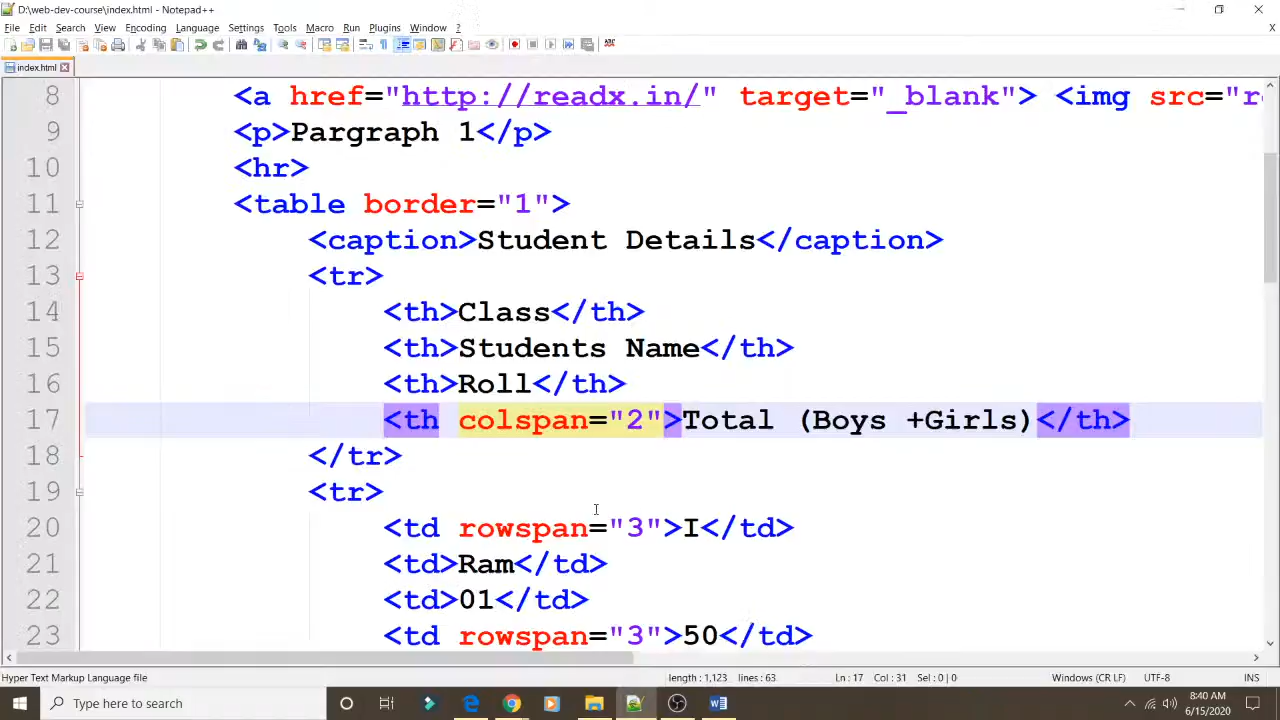 D:\web-dev-course\index.html - Notepad++
File Edit Search View Encoding Language Settings Tools Macro Run Plugins Window ? X
index.html
8 <a href="http://readx.in/" target="_blank"> <img src="r
9 <p>Pargraph 1</p>
10 <hr>
11 <table border="1">
12 <caption>Student Details</caption>
13 <tr>
14 <th>Class</th>
15 <th>Students Name</th>
16 <th>Roll</th>
17 <th colspan="2">Total (Boys +Girls)</th>
18 </tr>
19 <tr>
20 <td rowspan="3">I</td>
21 <td>Ram</td>
22 <td>01</td>
23 <td rowspan="3">50</td>
Hyper Text Markup Language file length : 1,123 lines : 63 Ln : 17 Col : 31 Sel : 0 | 0 Windows (CR LF) UTF-8 INS
Type here to search
8:40 AM
6/15/2020